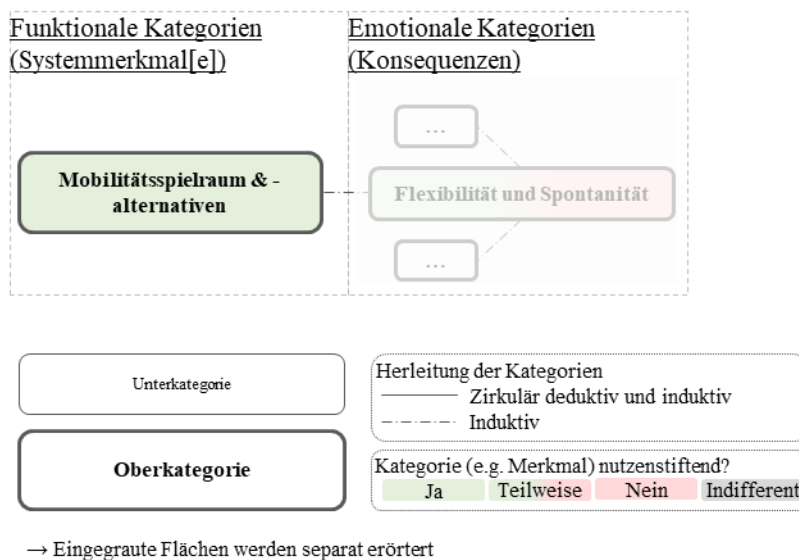 Funktionale Kategorien
(Systemmerkmal[e])
Emotionale Kategorien
(Konsequenzen)
...
Mobilitätsspielraum & -
alternativen
Flexibilität und Spontanität
...
Unterkategorie
Oberkategorie
Herleitung der Kategorien
Zirkulär deduktiv und induktiv
Induktiv
Kategorie (e.g. Merkmal) nutzenstiftend?
Ja Teilweise Nein Indifferent
→ Eingegraute Flächen werden separat erörtert